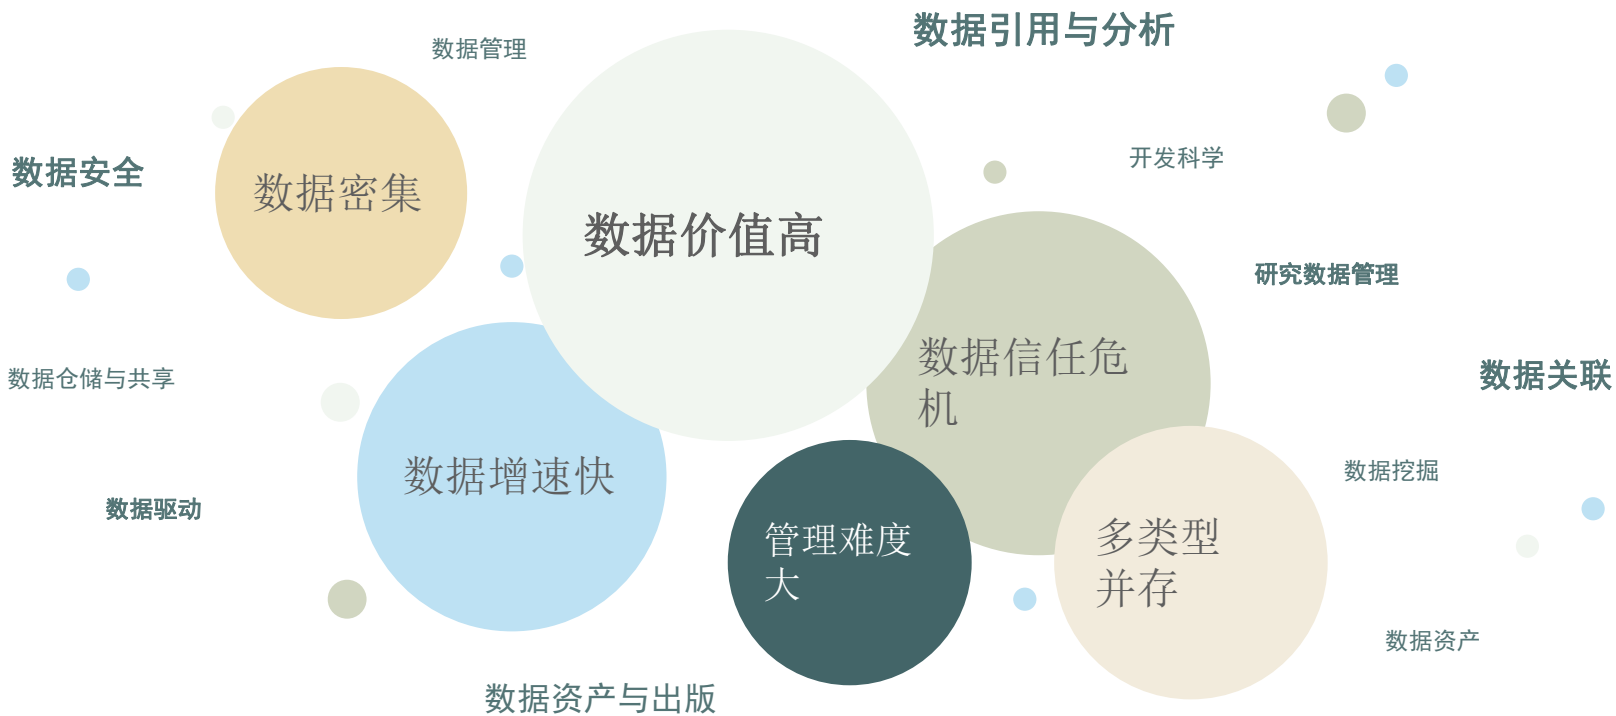 数据引用与分析
数据管理
开发科学
数据安全
数据密集
数据价值高
研究数据管理
数据信任危
机
数据关联
数据仓储与共享
数据增速快
数据挖掘
数据驱动
管理难度
大
多类型
并存
数据资产
数据资产与出版